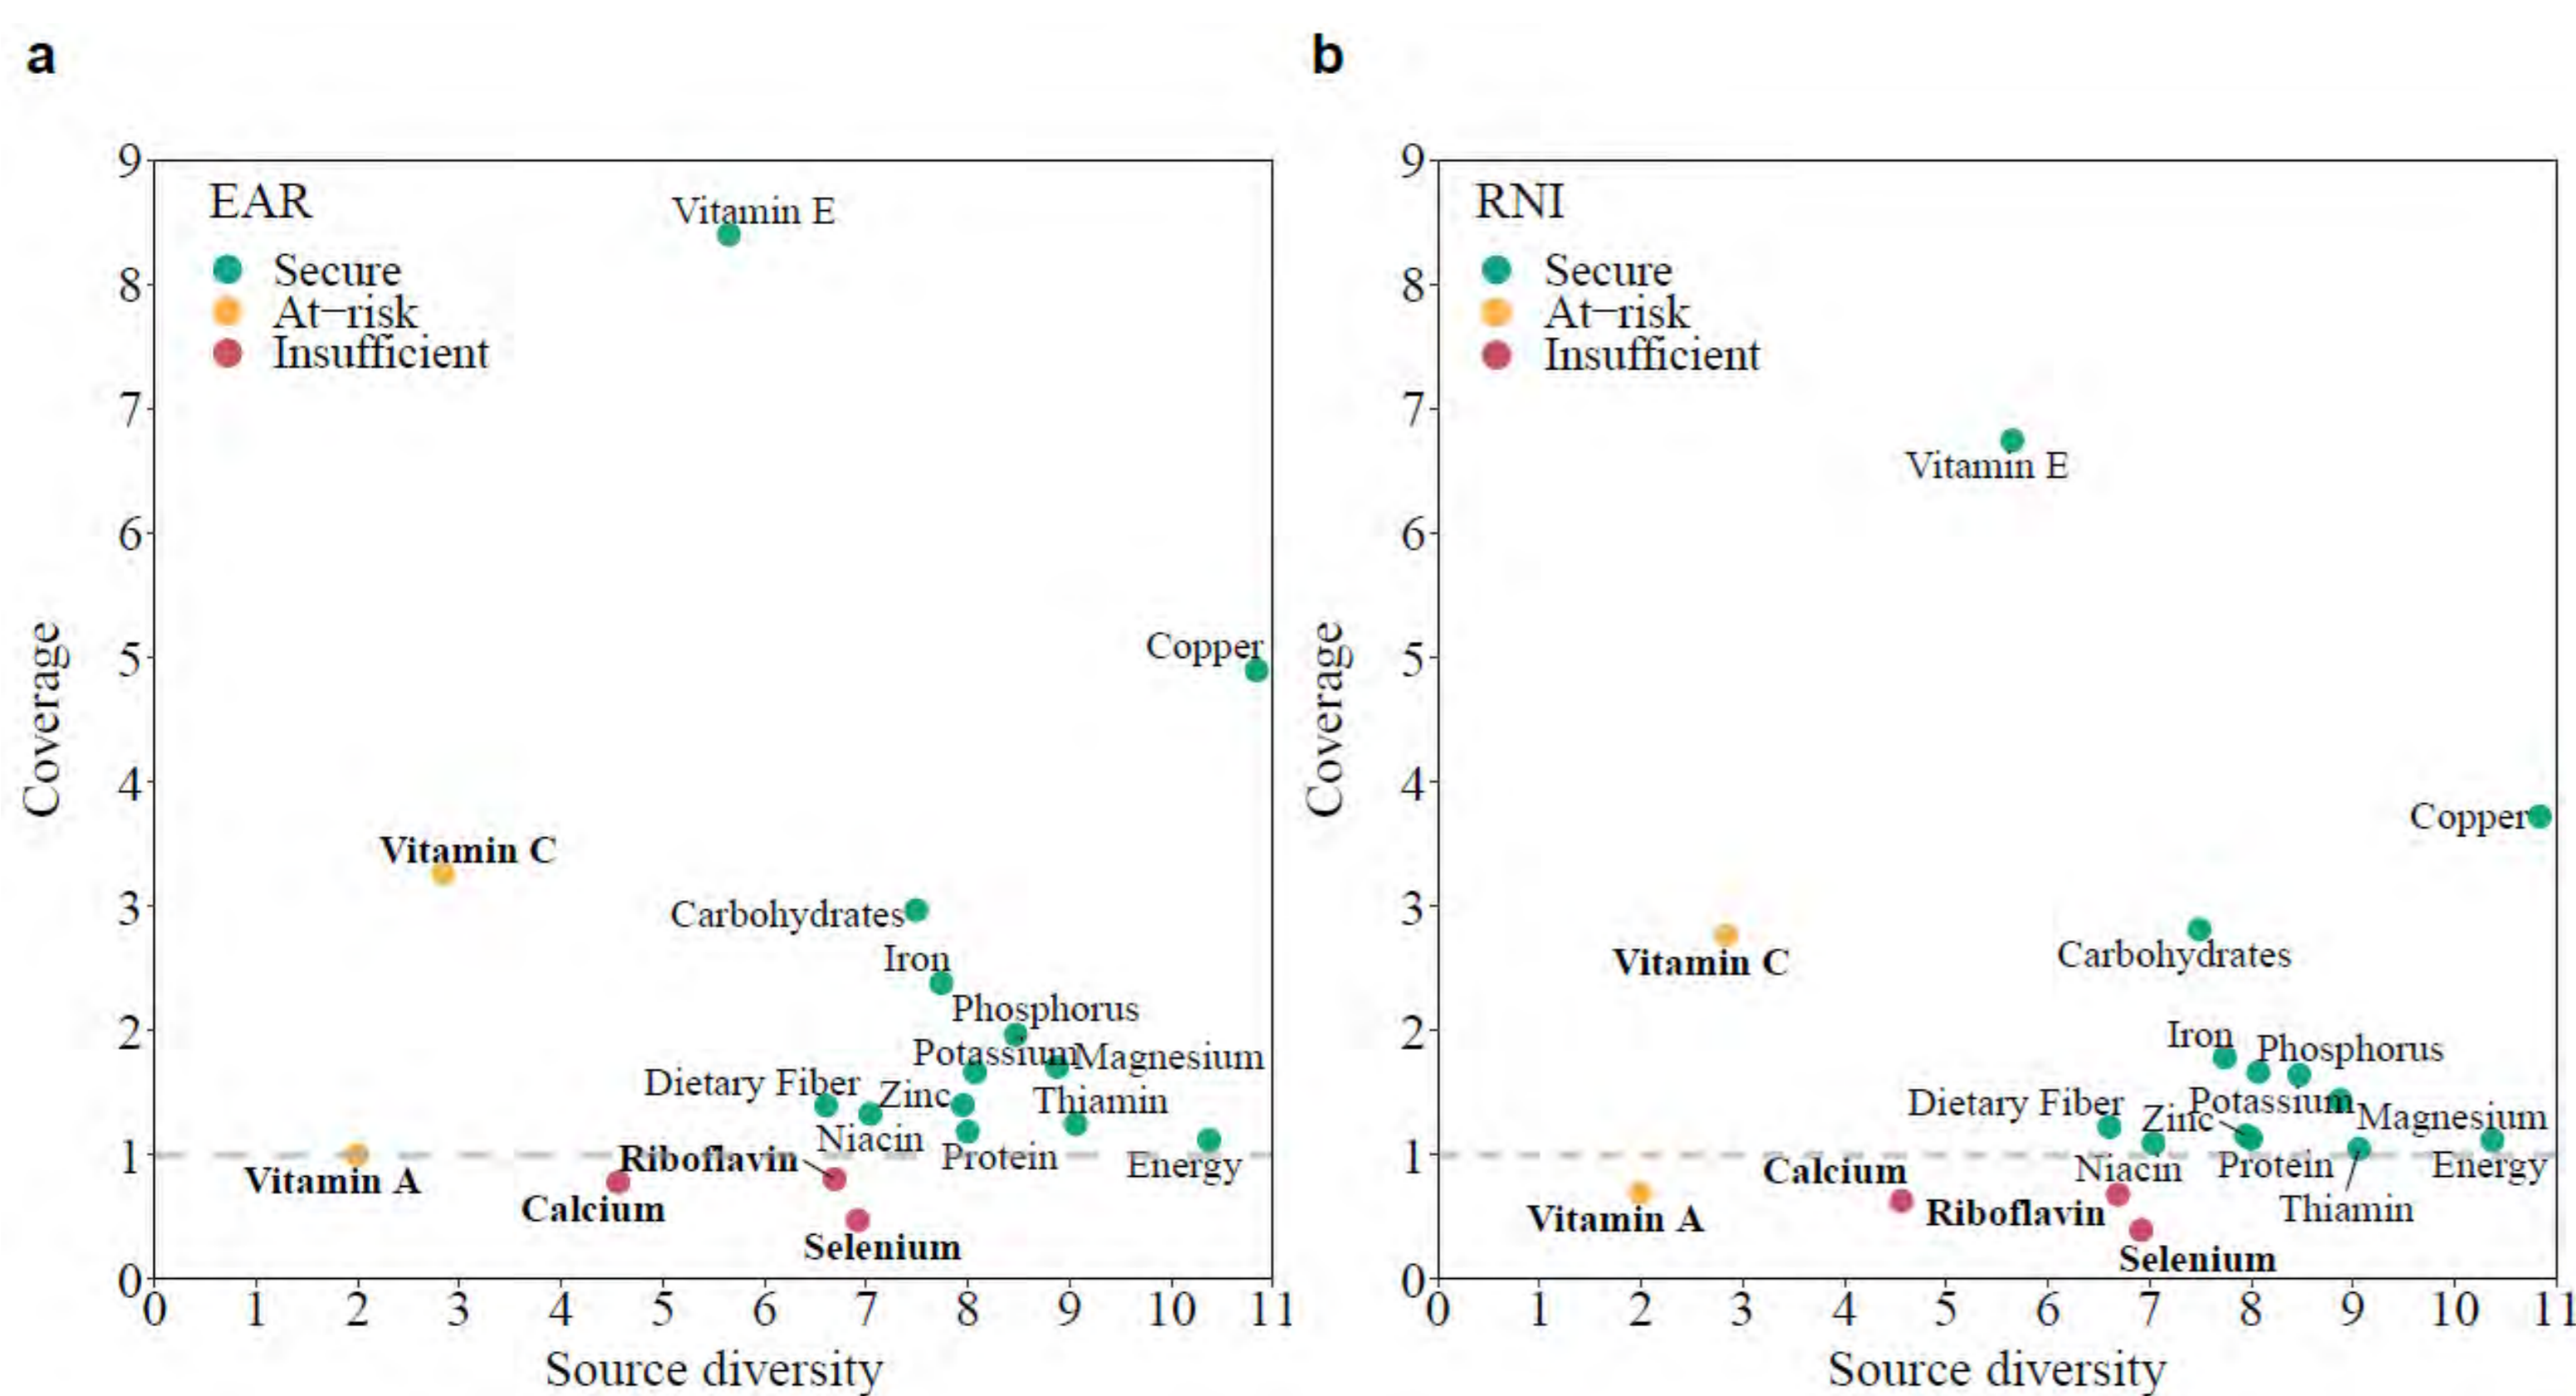 a
9
EAR
Vitamin E
Secure
8
At−risk
Insufficient
7
6
Copper
5
Coverage
4
Vitamin C
3
Carbohydrates
Iron
Phosphorus
2
Potassium
Magnesium
Dietary Fiber
Zinc
Thiamin
Niacin
1
Riboflavin
Protein
Energy
Vitamin A
Calcium
Selenium
0
0 1 2 3 4 5 6 7 8 9 10 11
Source diversity
b
9
RNI
Secure
8
At−risk
Insufficient
7
Vitamin E
6
5
Coverage
4
Copper
3
Vitamin C
Carbohydrates
2
Iron
Phosphorus
Dietary Fiber
Zinc
Potassium
Magnesium
1
Calcium
Niacin
Protein
Energy
Vitamin A
Riboflavin
Thiamin
Selenium
0
0 1 2 3 4 5 6 7 8 9 10 11
Source diversity